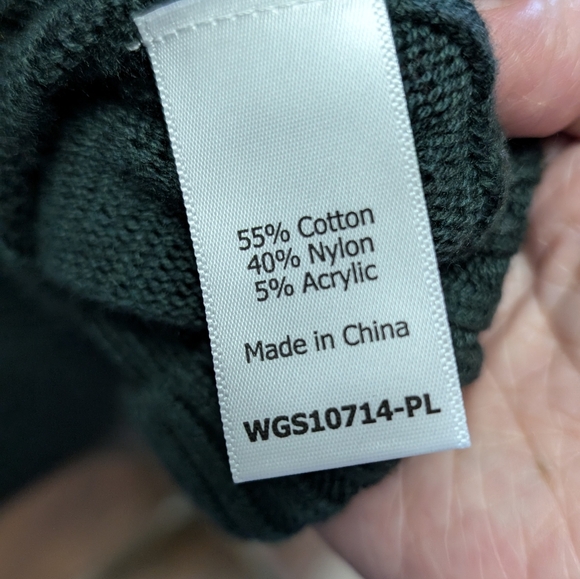 55% Cotton
40% Nylon
5% Acrylic
Made in China
WGS10714-PL